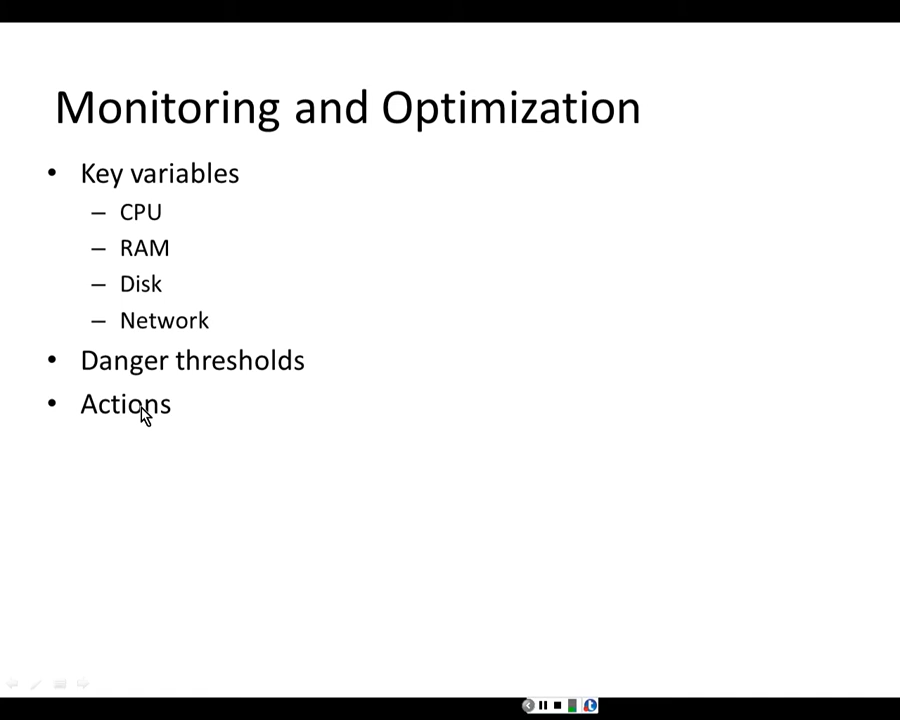 Monitoring and Optimization
• Key variables
– CPU
– RAM
– Disk
– Network
• Danger thresholds
• Actions